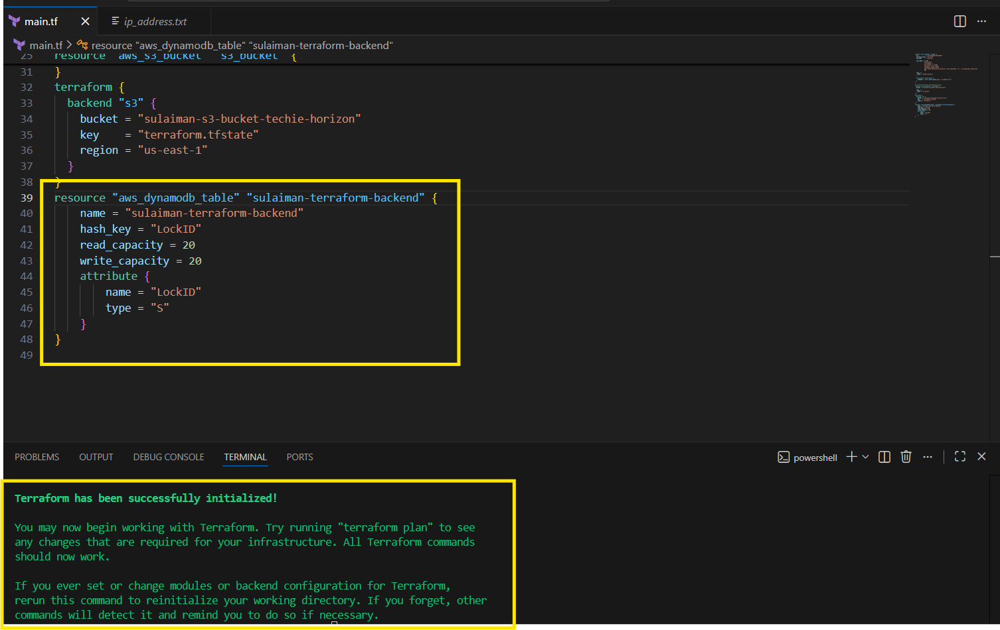 main.tf
ip_address.txt
main.tf > resource "aws_dynamodb_table" "sulaiman-terraform-backend"
25 resource "aws_s3_bucket" "s3_bucket" {
31 }
32 terraform {
33 backend "s3" {
34 bucket = "sulaiman-s3-bucket-techie-horizon"
35 key = "terraform.tfstate"
36 region = "us-east-1"
37 }
38 }
39 resource "aws_dynamodb_table" "sulaiman-terraform-backend" {
40 name = "sulaiman-terraform-backend"
41 hash_key = "LockID"
42 read_capacity = 20
43 write_capacity = 20
44 attribute {
45 name = "LockID"
46 type = "S"
47 }
48 }
49
PROBLEMS OUTPUT DEBUG CONSOLE TERMINAL PORTS powershell
Terraform has been successfully initialized!
You may now begin working with Terraform. Try running "terraform plan" to see
any changes that are required for your infrastructure. All Terraform commands
should now work.
If you ever set or change modules or backend configuration for Terraform,
rerun this command to reinitialize your working directory. If you forget, other
commands will detect it and remind you to do so if necessary.